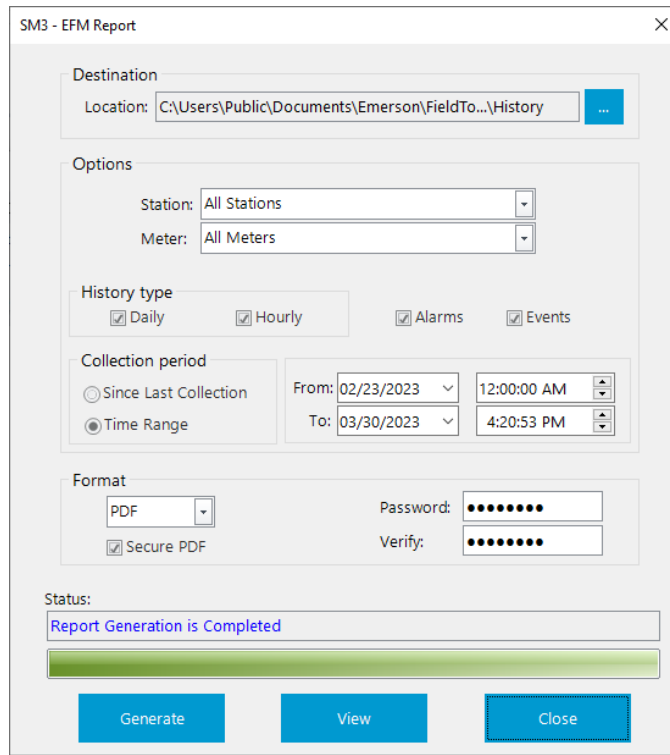 SM3 - EFM Report
Destination
Location: C:\Users\Public\Documents\Emerson\FieldTo...\History ...
Options
Station: All Stations
Meter: All Meters
History type
Daily Hourly Alarms Events
Collection period
Since Last Collection
Time Range
From: 02/23/2023 12:00:00 AM
To: 03/30/2023 4:20:53 PM
Format
PDF
Secure PDF
Password: ●●●●●●●●
Verify: ●●●●●●●●
Status:
Report Generation is Completed
Generate View Close